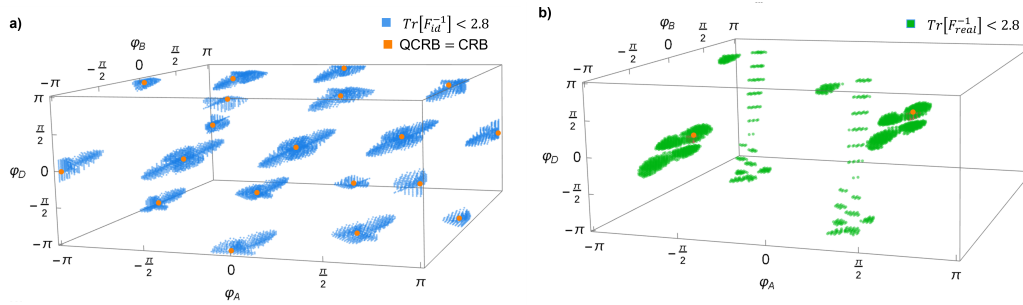 a)
Tr[F_id^{-1}] < 2.8
QCRB = CRB
φ_B
−π
−π/2
0
π/2
π
π
π/2
φ_D
0
−π/2
−π
−π
−π/2
0
π/2
π
φ_A
b)
Tr[F_real^{-1}] < 2.8
φ_B
−π
−π/2
0
π/2
π
π
π/2
φ_D
0
−π/2
−π
−π
−π/2
0
π/2
π
φ_A